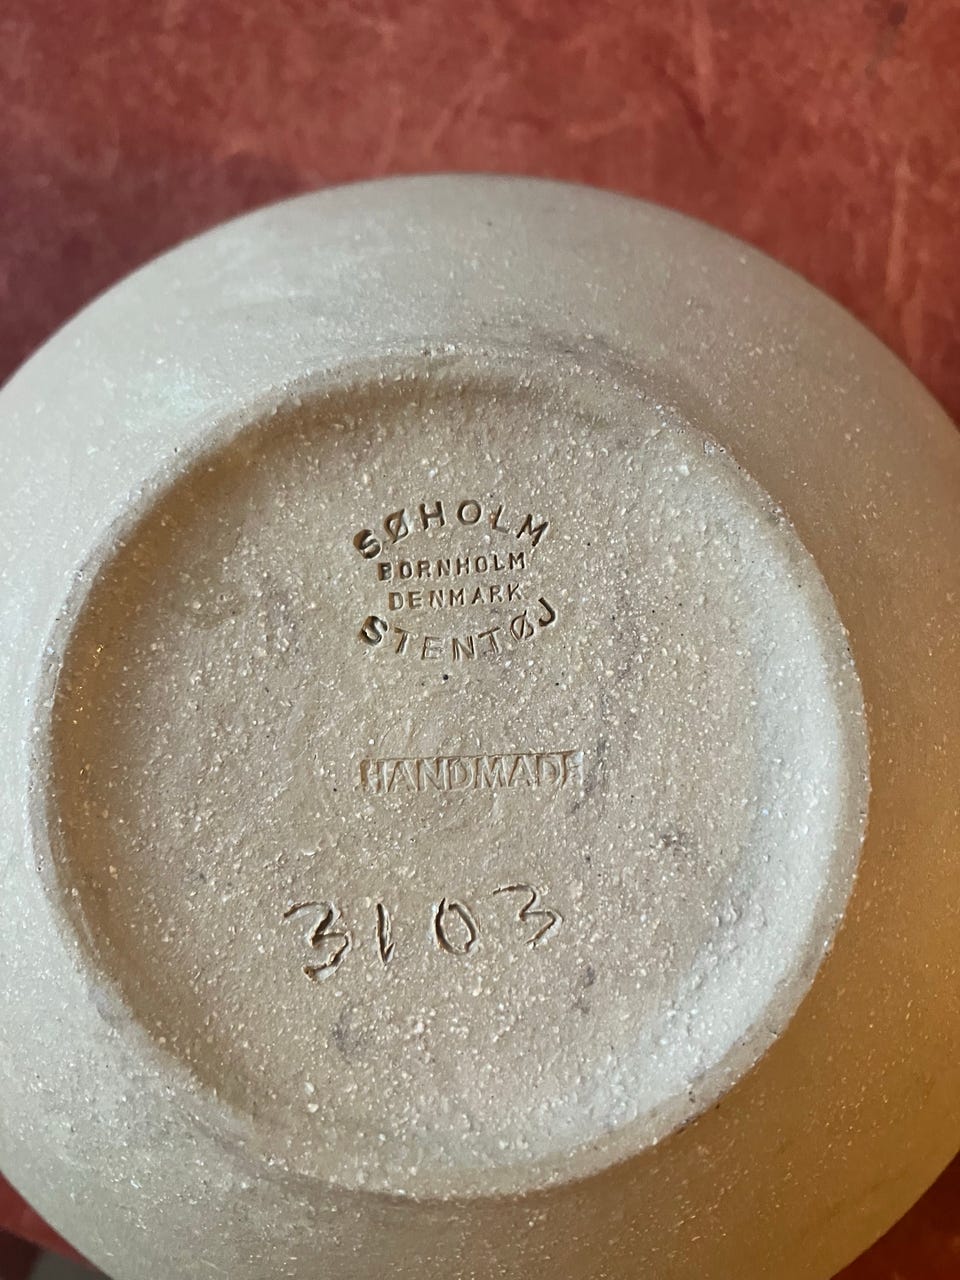 SØHOLM
BORNHOLM
DENMARK
STENTØJ
HANDMADE
3103